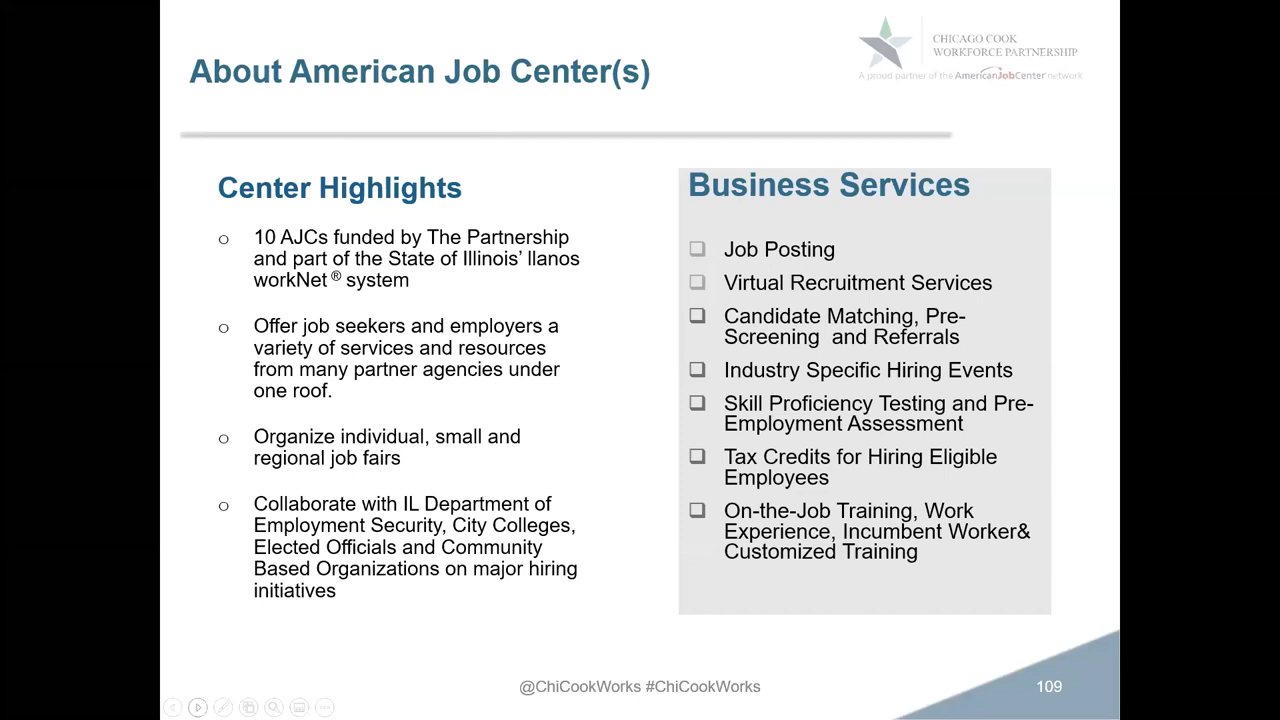 About American Job Center(s)
CHICAGO COOK
WORKFORCE PARTNERSHIP
A proud partner of the AmericanJobCenter network
Center Highlights
o 10 AJCs funded by The Partnership
and part of the State of Illinois’ llanos
workNet ® system
o Offer job seekers and employers a
variety of services and resources
from many partner agencies under
one roof.
o Organize individual, small and
regional job fairs
o Collaborate with IL Department of
Employment Security, City Colleges,
Elected Officials and Community
Based Organizations on major hiring
initiatives
Business Services
❑ Job Posting
❑ Virtual Recruitment Services
❑ Candidate Matching, Pre-
Screening and Referrals
❑ Industry Specific Hiring Events
❑ Skill Proficiency Testing and Pre-
Employment Assessment
❑ Tax Credits for Hiring Eligible
Employees
❑ On-the-Job Training, Work
Experience, Incumbent Worker&
Customized Training
@ChiCookWorks #ChiCookWorks
109